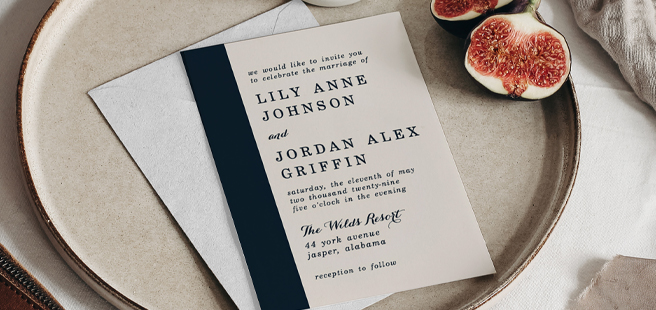 we would like to invite you
to celebrate the marriage of
LILY ANNE
JOHNSON
and
JORDAN ALEX
GRIFFIN
saturday, the eleventh of may
two thousand twenty-nine
five o'clock in the evening
The Wilds Resort
44 york avenue
jasper, alabama
reception to follow